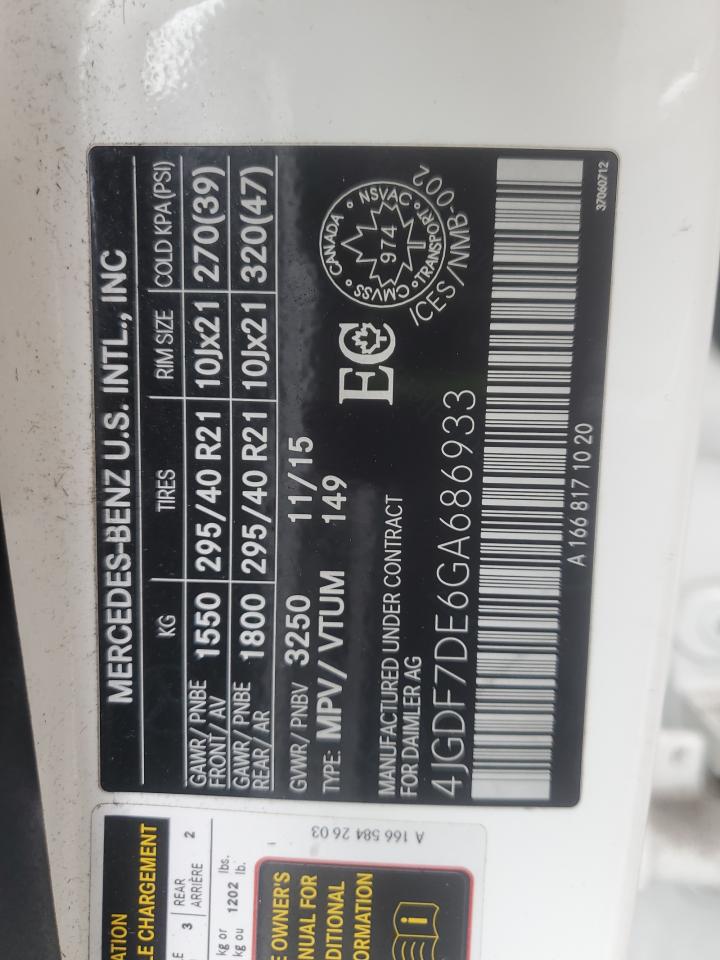 MERCEDES-BENZ U.S. INTL., INC
KG TIRES RIM SIZE COLD KPA(PSI)
GAWR/PNBE FRONT/AV 1550 295/40 R21 10Jx21 270(39)
GAWR/PNBE REAR/AR 1800 295/40 R21 10Jx21 320(47)
GVWR/PNBV 3250 11/15
TYPE: MPV/VTUM 149
MANUFACTURED UNDER CONTRACT
FOR DAIMLER AG
EC
CANADA • NSVAC • TRANSPORT • CMVSS •
974
ICES/NMB-002
4JGDF7DE6GA686933
A 166 817 10 20
37060712
A 166 584 26 03
ATION
E CHARGEMENT
3 REAR 2
ARRIÈRE
kg or 1202 lbs.
kg ou lb.
E OWNER'S
NUAL FOR
DITIONAL
ORMATION
i